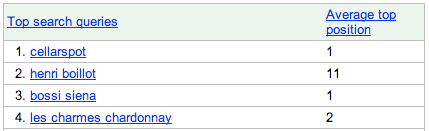 Top search queries Average top position
1. cellarspot 1
2. henri boillot 11
3. bossi siena 1
4. les charmes chardonnay 2